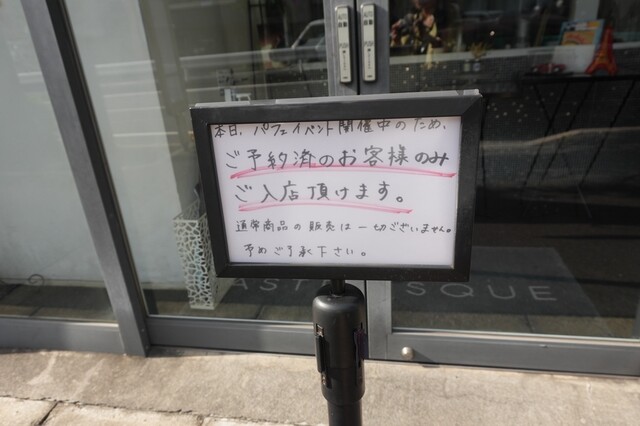 本日、パフェイベント開催中のため、
ご予約済のお客様のみ
ご入店頂けます。
通常商品の販売は一切ございません。
予めご了承下さい。